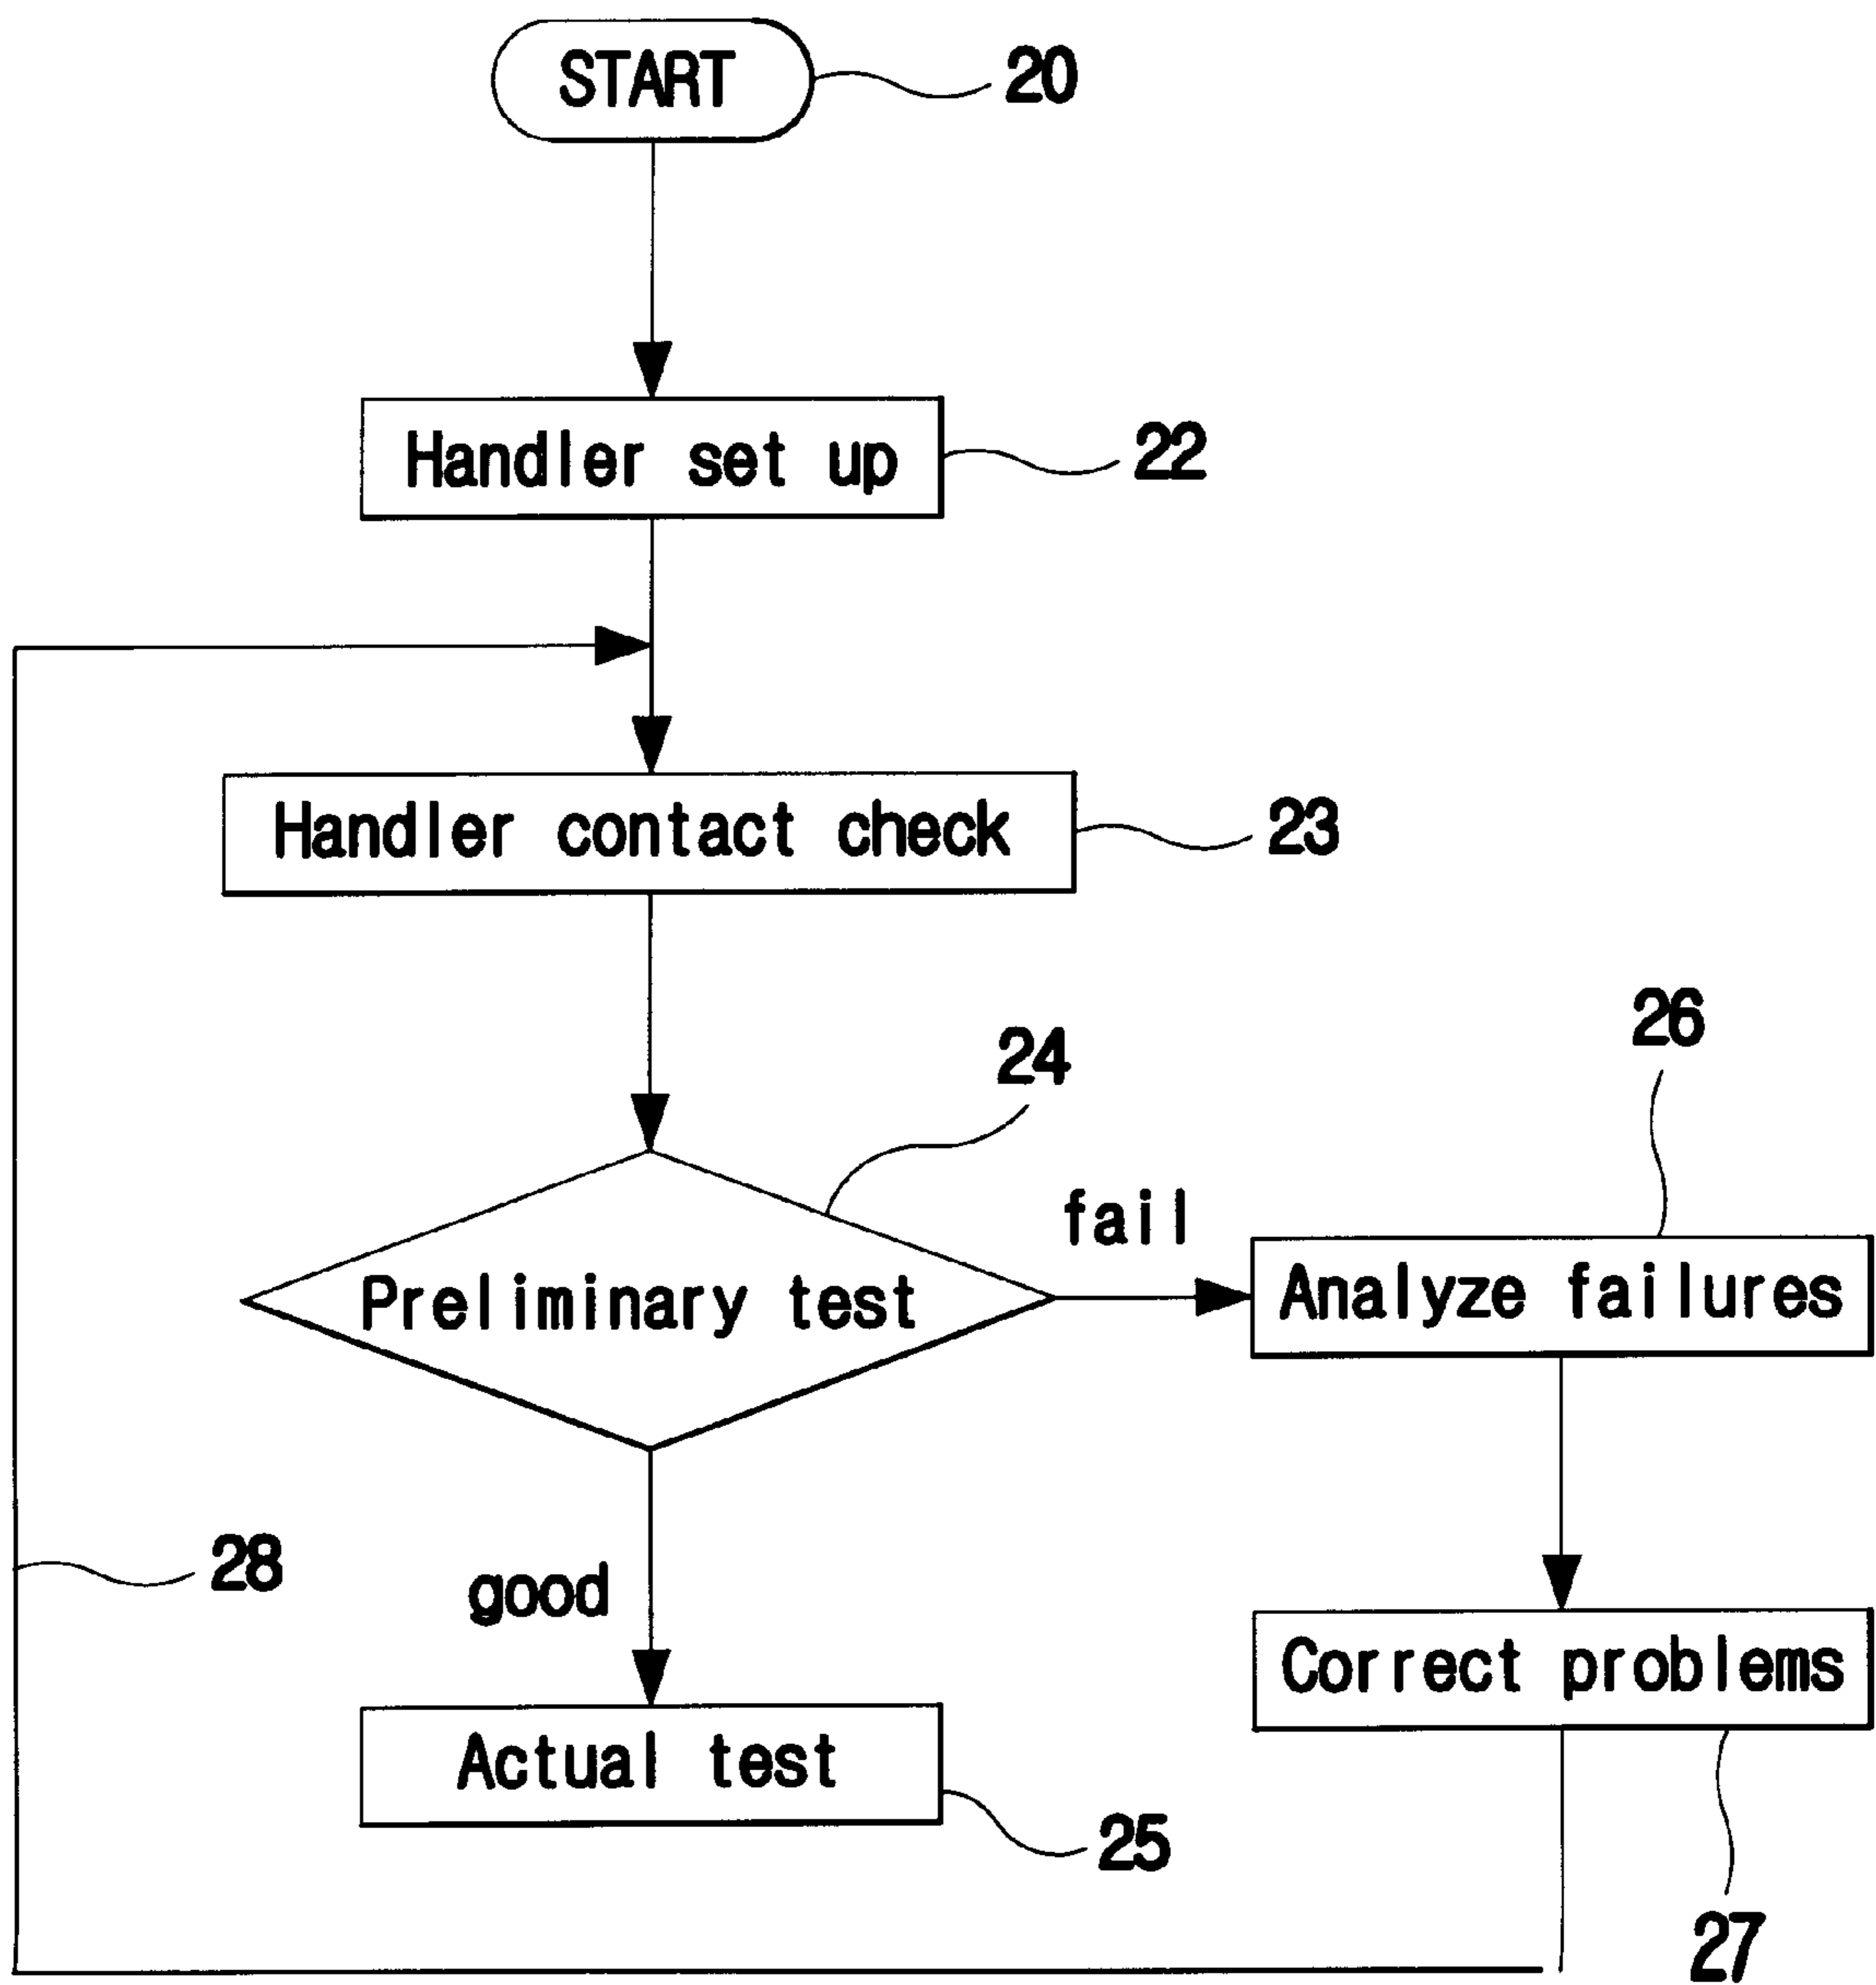 START
20
Handler set up
22
Handler contact check
23
24
26
fail
Preliminary test
Analyze failures
28
good
Correct problems
Actual test
25
27